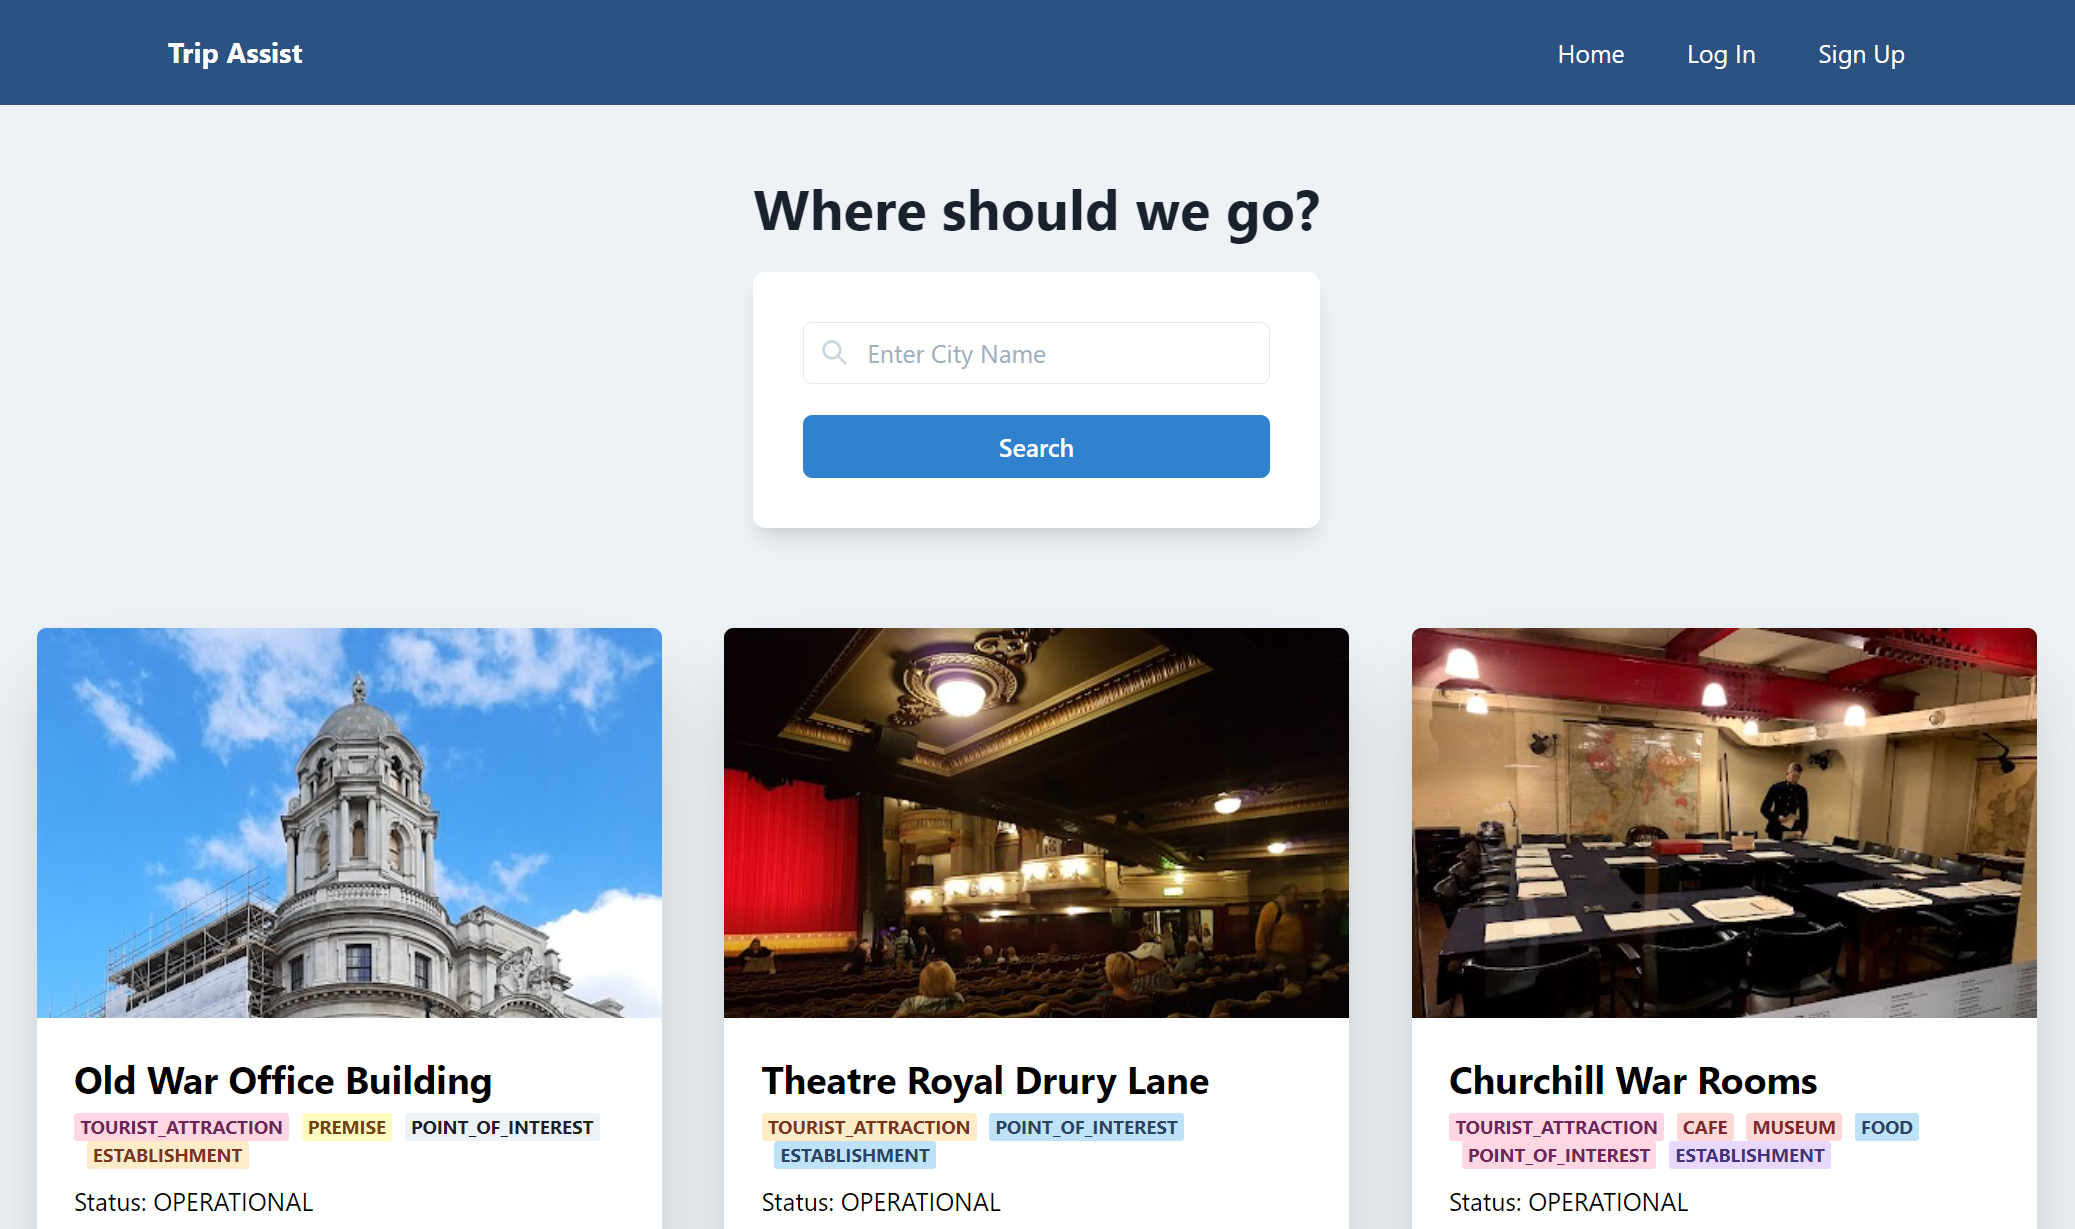 Trip Assist
Home
Log In
Sign Up
Where should we go?
Enter City Name
Search
Old War Office Building
TOURIST_ATTRACTION PREMISE POINT_OF_INTEREST
ESTABLISHMENT
Status: OPERATIONAL
Theatre Royal Drury Lane
TOURIST_ATTRACTION POINT_OF_INTEREST
ESTABLISHMENT
Status: OPERATIONAL
Churchill War Rooms
TOURIST_ATTRACTION CAFE MUSEUM FOOD
POINT_OF_INTEREST ESTABLISHMENT
Status: OPERATIONAL